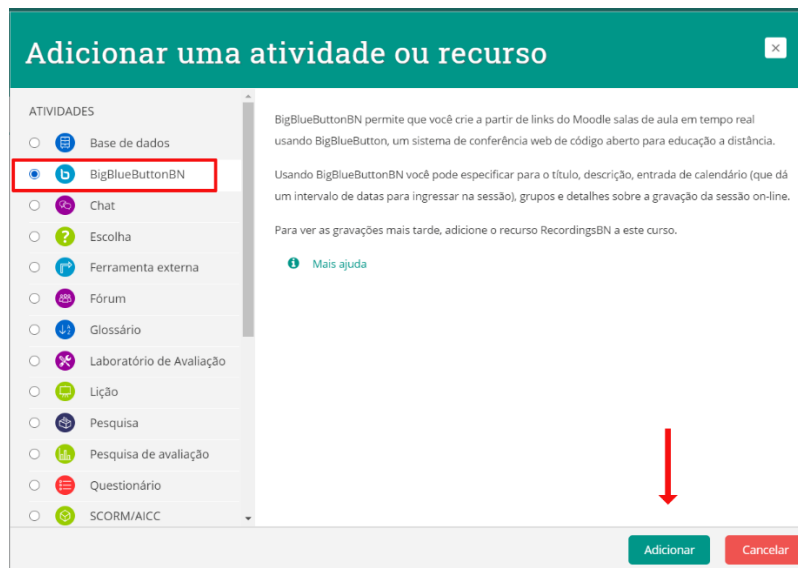 Adicionar uma atividade ou recurso
×
ATIVIDADES
Base de dados
BigBlueButtonBN
Chat
Escolha
Ferramenta externa
Fórum
Glossário
Laboratório de Avaliação
Lição
Pesquisa
Pesquisa de avaliação
Questionário
SCORM/AICC
BigBlueButtonBN permite que você crie a partir de links do Moodle salas de aula em tempo real
usando BigBlueButton, um sistema de conferência web de código aberto para educação a distância.
Usando BigBlueButtonBN você pode especificar para o título, descrição, entrada de calendário (que dá
um intervalo de datas para ingressar na sessão), grupos e detalhes sobre a gravação da sessão on-line.
Para ver as gravações mais tarde, adicione o recurso RecordingsBN a este curso.
Mais ajuda
Adicionar
Cancelar